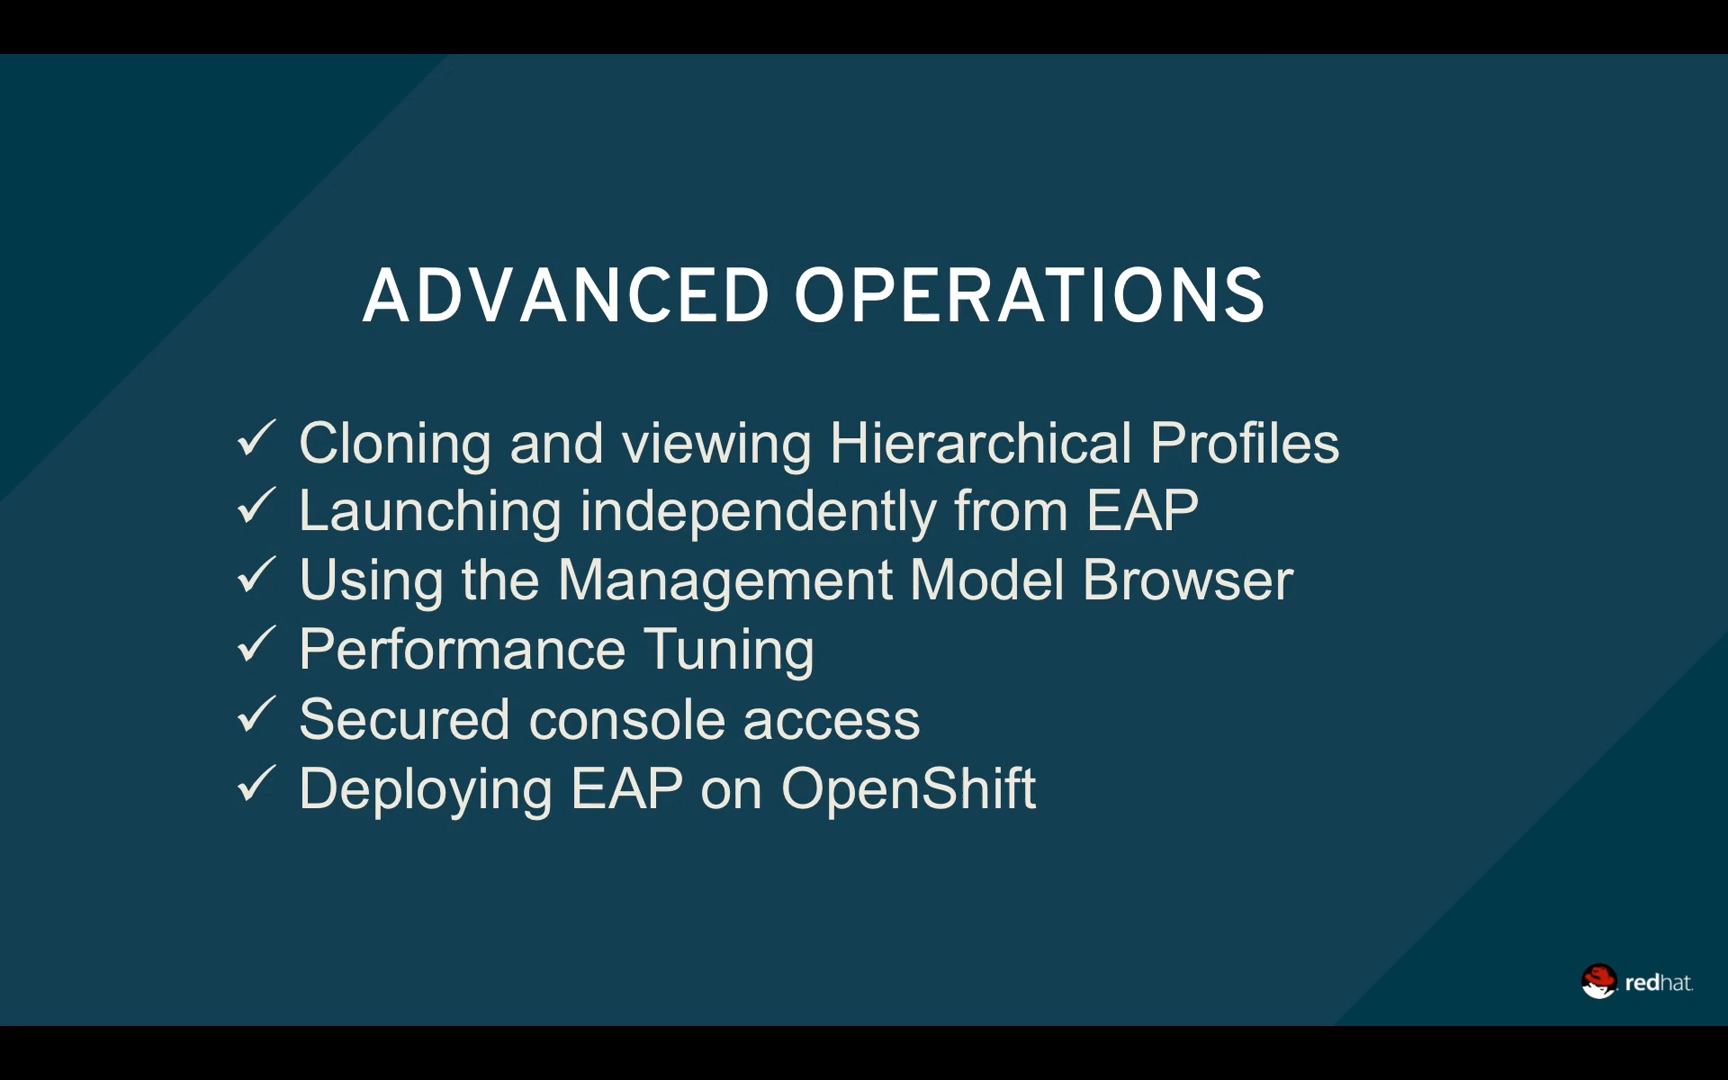 ADVANCED OPERATIONS
✓ Cloning and viewing Hierarchical Profiles
✓ Launching independently from EAP
✓ Using the Management Model Browser
✓ Performance Tuning
✓ Secured console access
✓ Deploying EAP on OpenShift
redhat.